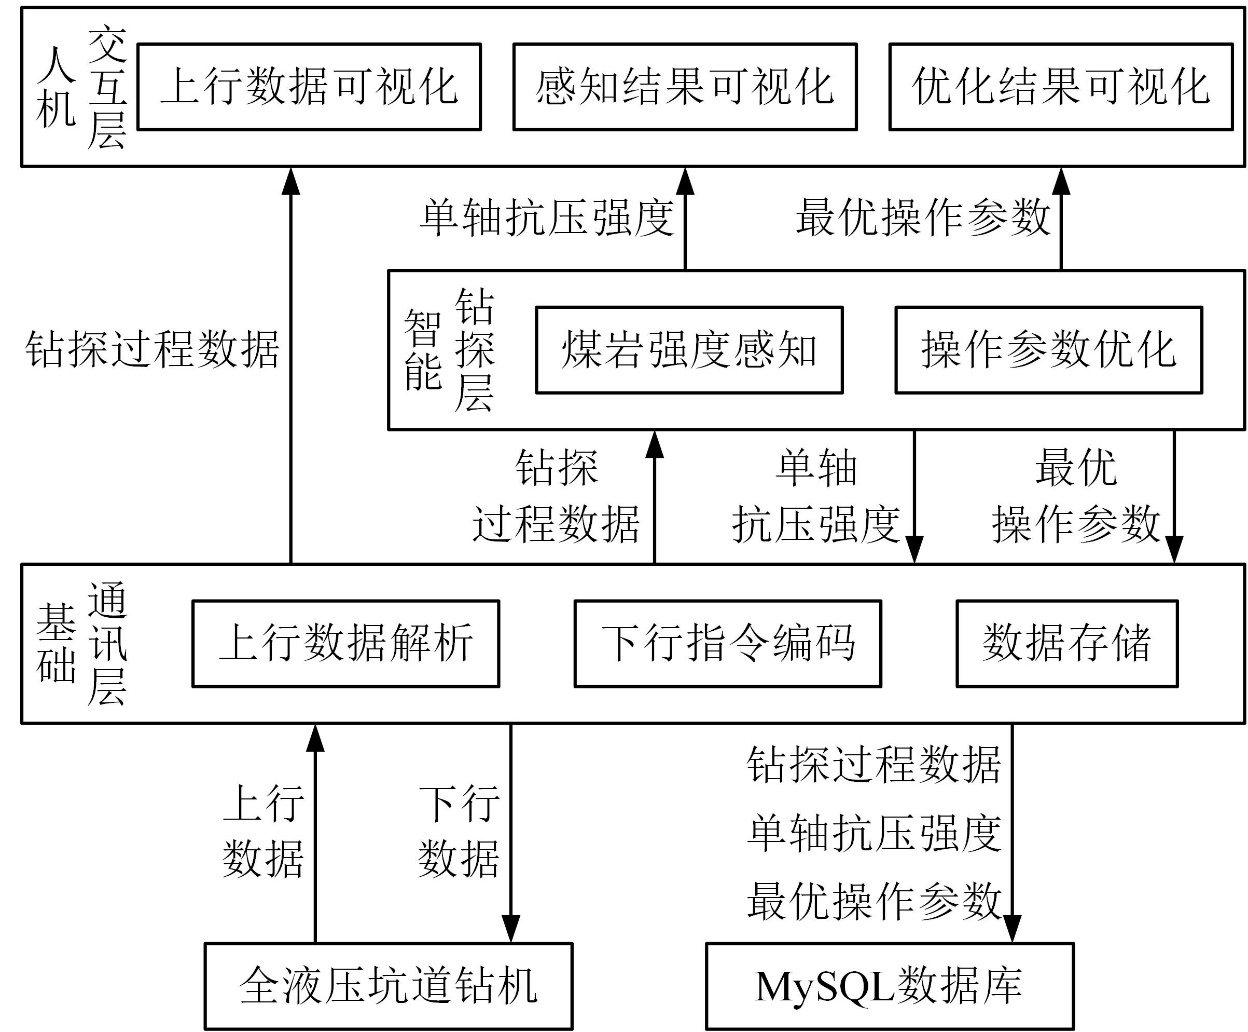 人机
交互层
上行数据可视化
感知结果可视化
优化结果可视化
单轴抗压强度
最优操作参数
钻探过程数据
智能
钻探层
煤岩强度感知
操作参数优化
钻探
过程数据
单轴
抗压强度
最优
操作参数
基础
通讯层
上行数据解析
下行指令编码
数据存储
上行
数据
下行
数据
钻探过程数据
单轴抗压强度
最优操作参数
全液压坑道钻机
MySQL数据库